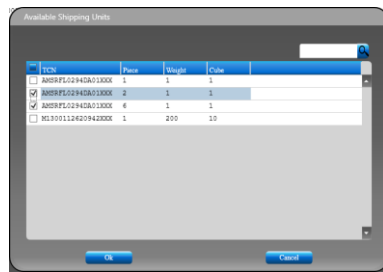 Available Shipping Units
TCN Piece Weight Cube
AMSRFL0294DA01XXX 1 1 1
AMSRFL0294DA01XXX 2 1 1
AMSRFL0294DA01XXX 6 1 1
M1300112620942XXX 1 200 10
Ok Cancel